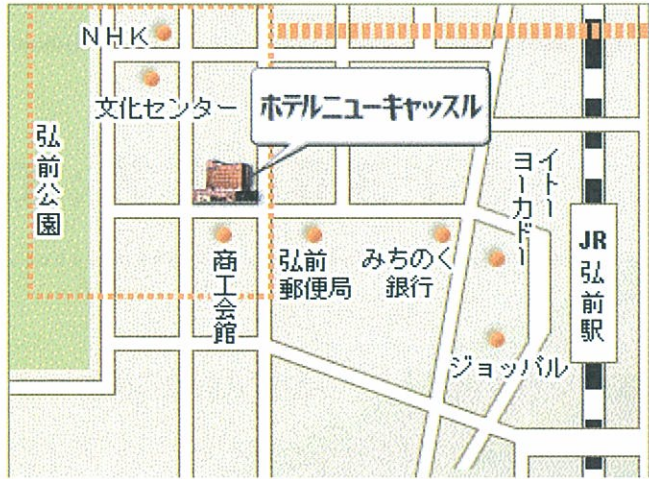 NHK
文化センター
ホテルニューキャッスル
弘前公園
イトー
ヨーカドー
JR
弘前駅
商工会館
弘前
郵便局
みちのく
銀行
ジョッパル